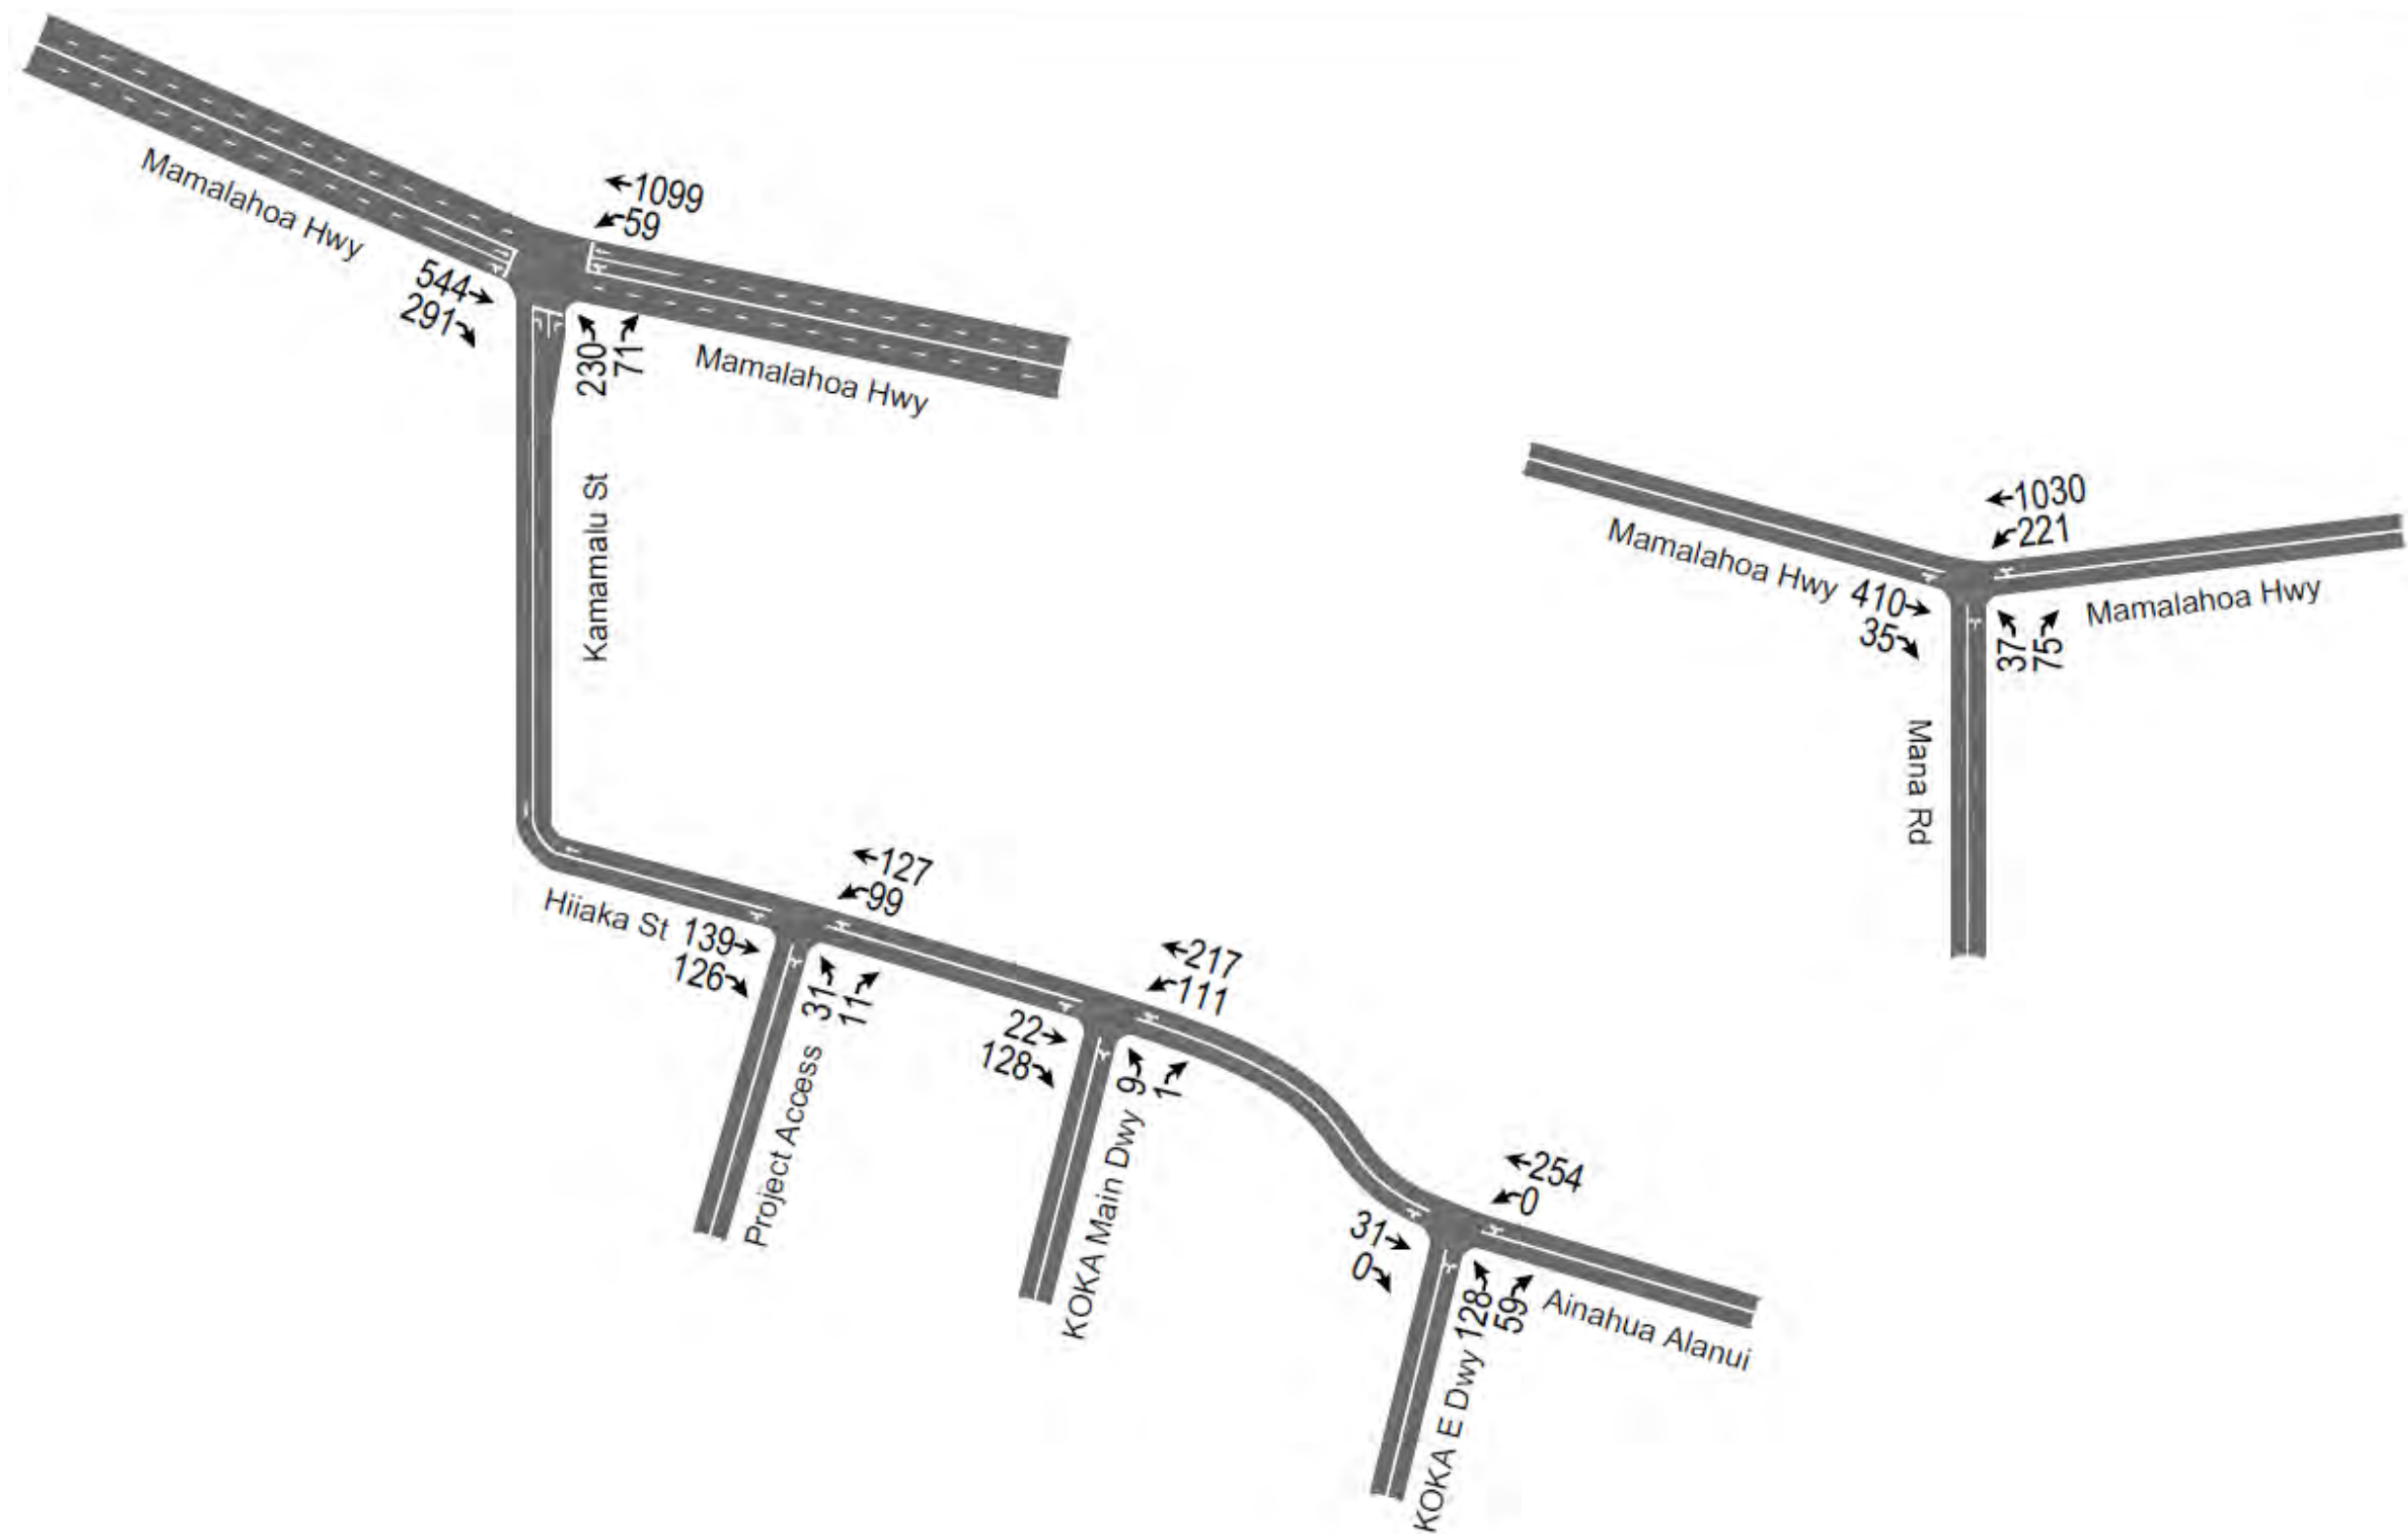 1099
59
Mamalahoa Hwy
544
291
230
71
Mamalahoa Hwy
Kamamalu St
1030
221
Mamalahoa Hwy
410
35
37
75
Mamalahoa Hwy
Mana Rd
127
99
Hiiaka St
139
126
31
11
Project Access
217
111
22
128
9
1
KOKA Main Dwy
254
0
31
0
128
59
KOKA E Dwy
Ainahua Alanui